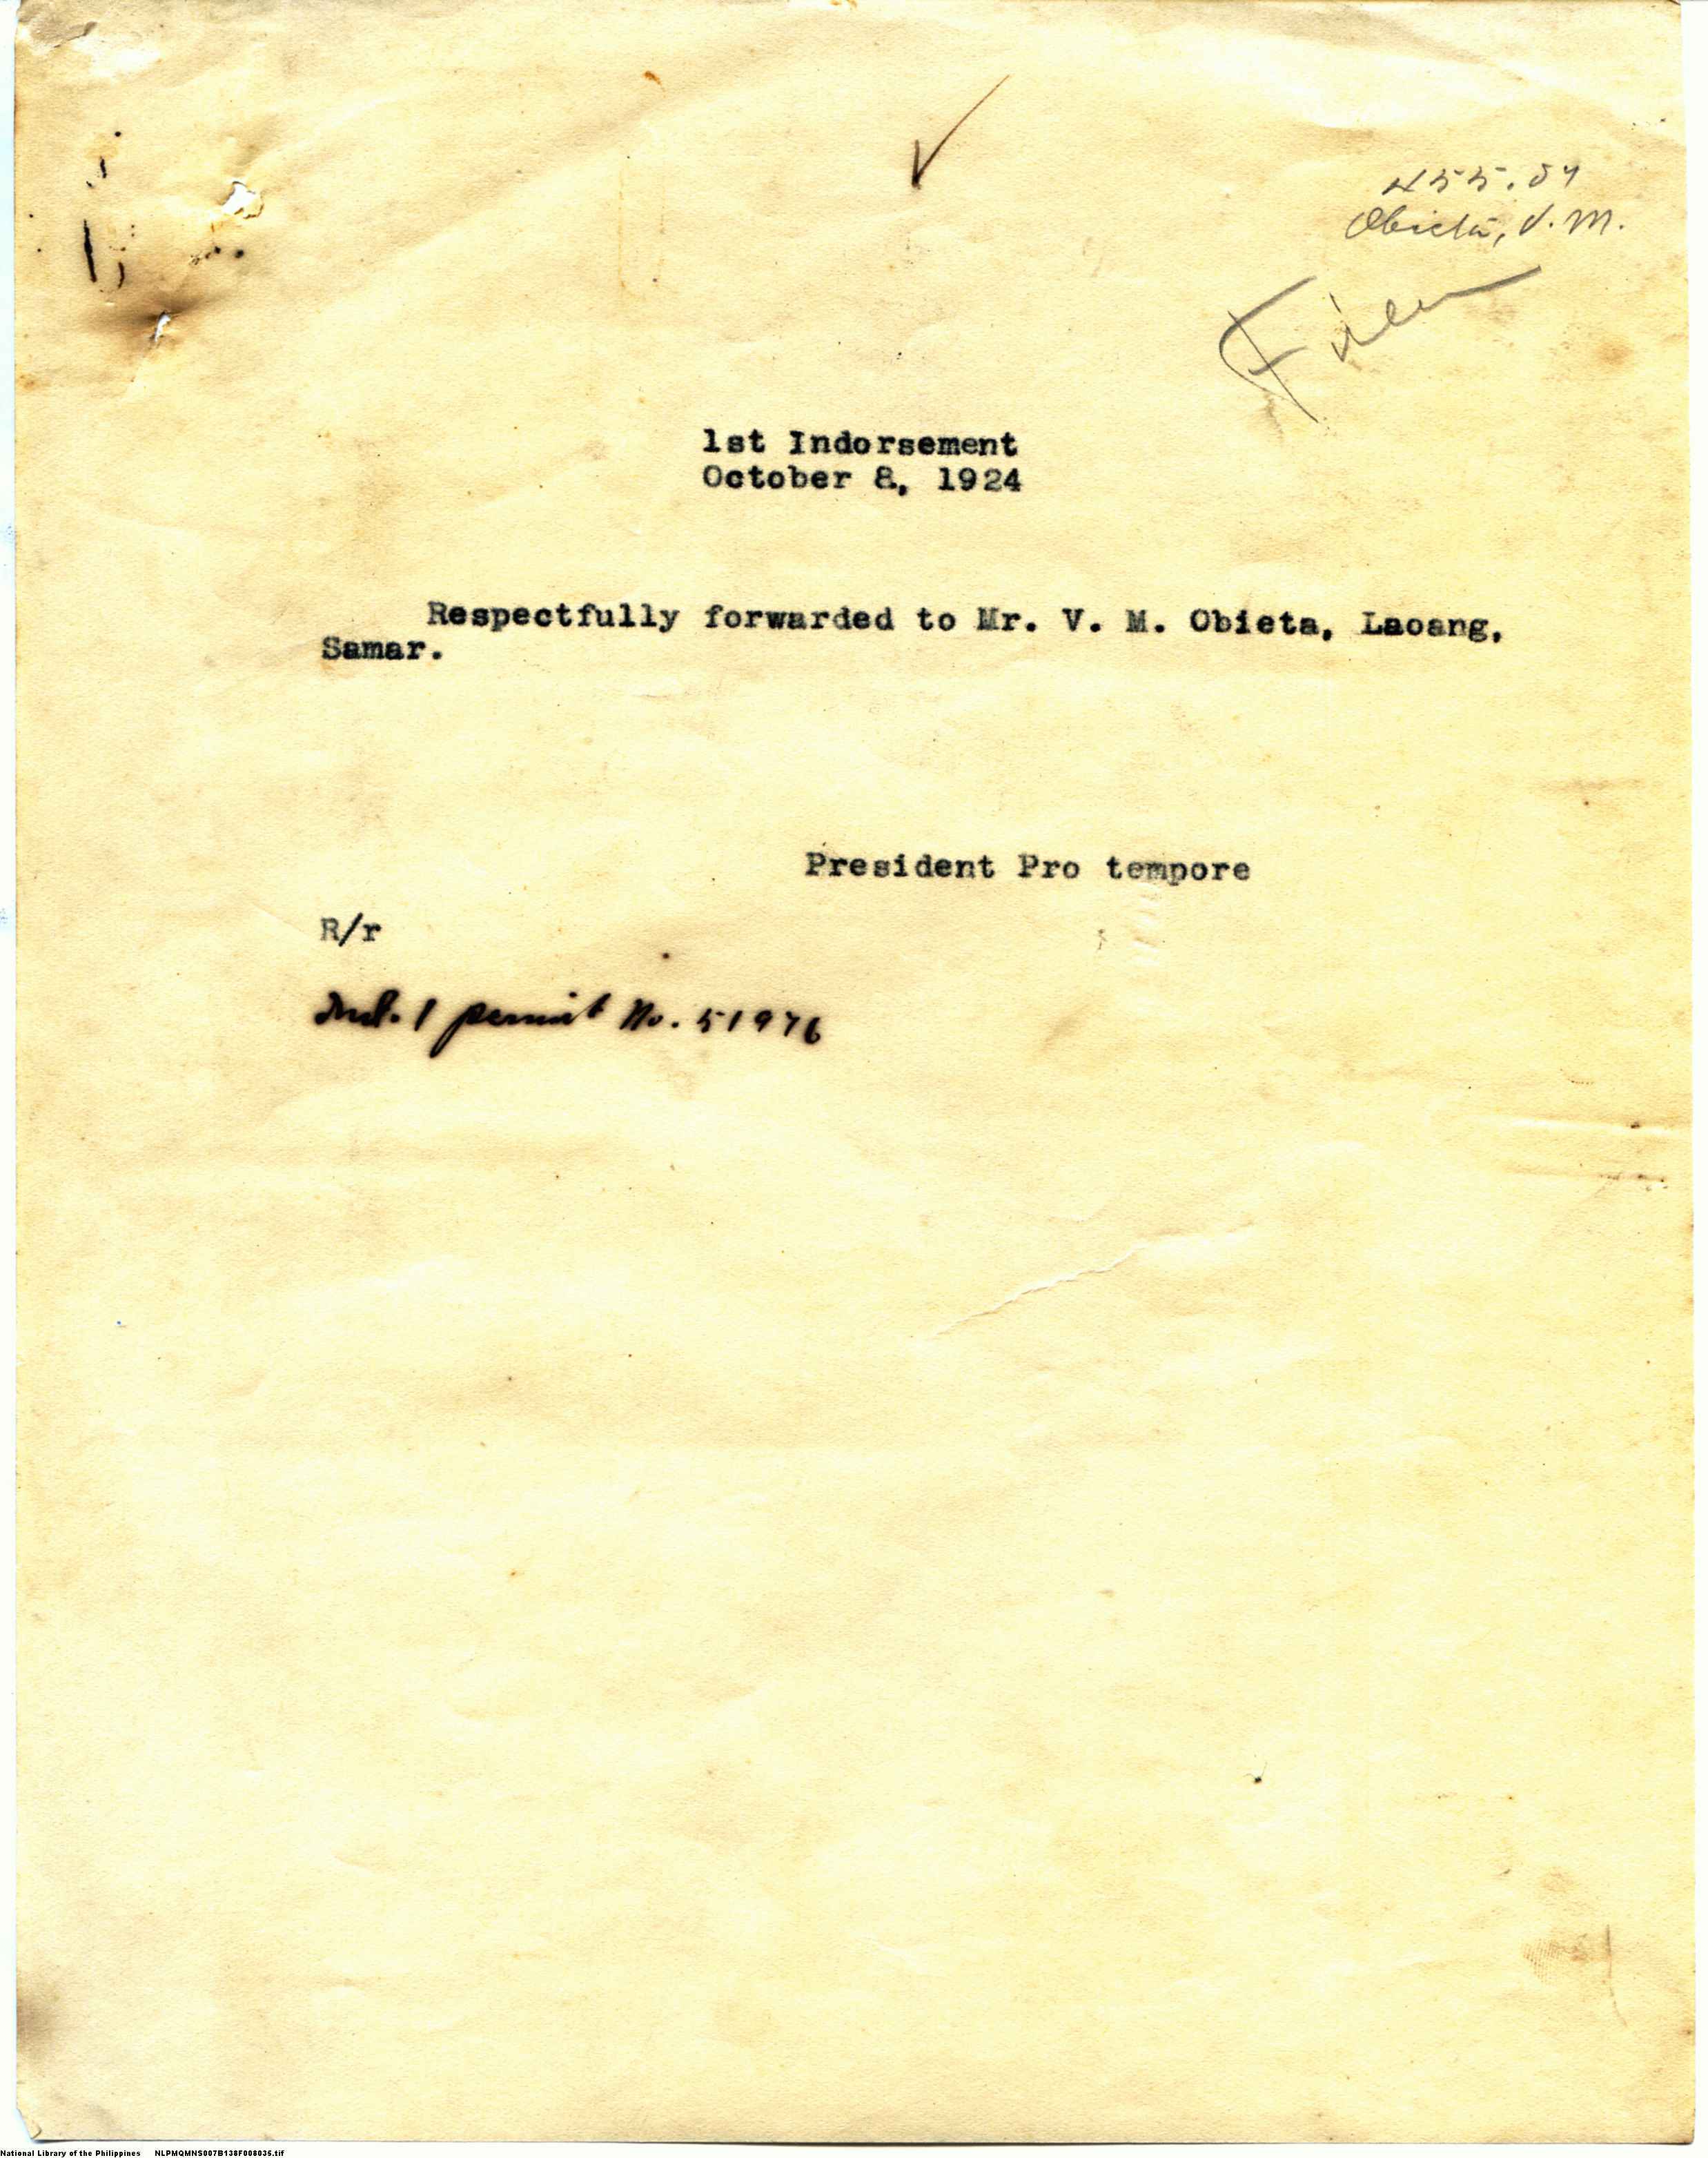 455.
Obieta, V. M.
File
1st Indorsement
October 8, 1924
Respectfully forwarded to Mr. V. M. Obieta, Laoang,
Samar.
President Pro tempore
R/r
Incl. 1 permit No. 51976
National Library of the Philippines NLPMQMNS007B138F008035.tif